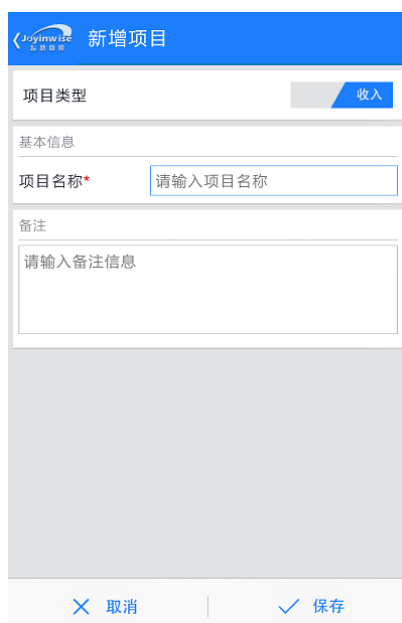 Joyinwise
新增项目
项目类型
收入
基本信息
项目名称*
请输入项目名称
备注
请输入备注信息
取消
保存